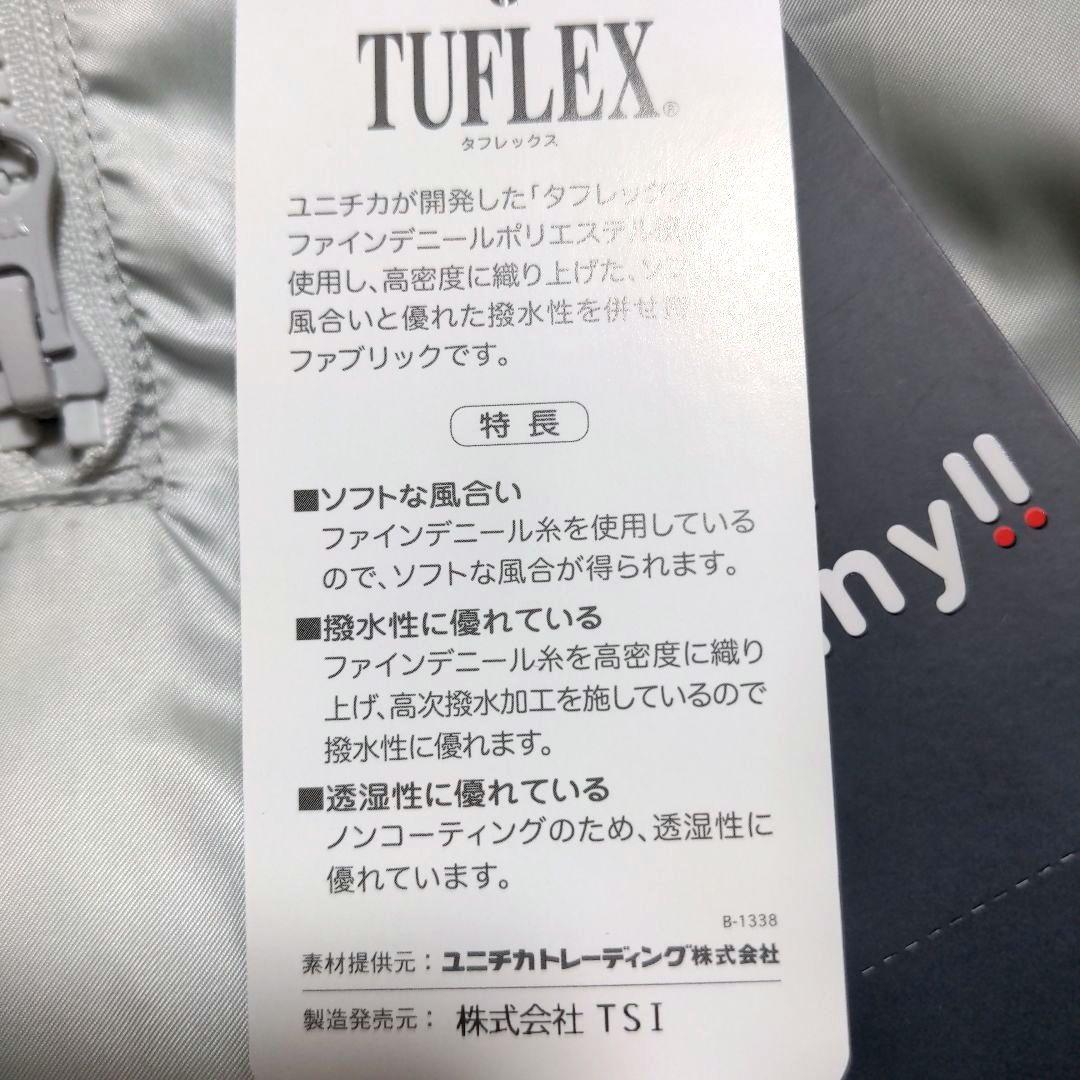 TUFLEX®
タフレックス
ユニチカが開発した「タフレックス
ファインデニールポリエステル
使用し、高密度に織り上げた、ソフ
風合いと優れた撥水性を併せ
ファブリックです。
特長
■ソフトな風合い
ファインデニール糸を使用している
ので、ソフトな風合が得られます。
■撥水性に優れている
ファインデニール糸を高密度に織り
上げ、高次撥水加工を施しているので
撥水性に優れます。
■透湿性に優れている
ノンコーティングのため、透湿性に
優れています。
B-1338
素材提供元：ユニチカトレーディング株式会社
製造発売元：株式会社 TSI
ny!!